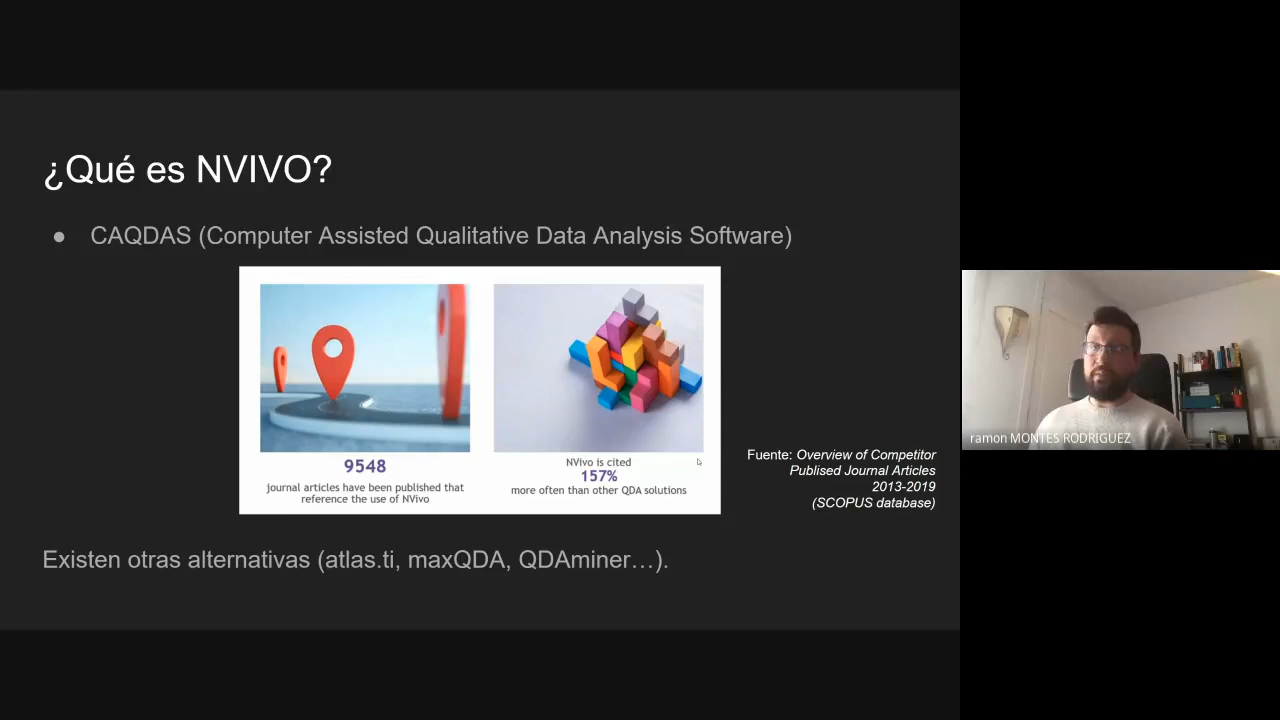 ¿Qué es NVIVO?
● CAQDAS (Computer Assisted Qualitative Data Analysis Software)
9548
journal articles have been published that
reference the use of NVivo
NVivo is cited
157%
more often than other QDA solutions
Fuente: Overview of Competitor
Publised Journal Articles
2013-2019
(SCOPUS database)
Existen otras alternativas (atlas.ti, maxQDA, QDAminer…).
ramon MONTES RODRIGUEZ